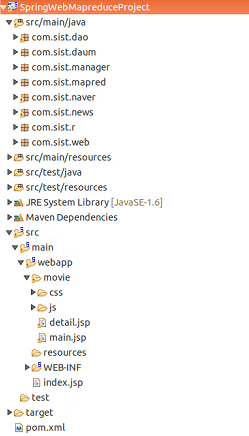 SpringWebMapreduceProject
src/main/java
com.sist.dao
com.sist.daum
com.sist.manager
com.sist.mapred
com.sist.naver
com.sist.news
com.sist.r
com.sist.web
src/main/resources
src/test/java
src/test/resources
JRE System Library [JavaSE-1.6]
Maven Dependencies
src
main
webapp
movie
css
js
detail.jsp
main.jsp
resources
WEB-INF
index.jsp
test
target
pom.xml